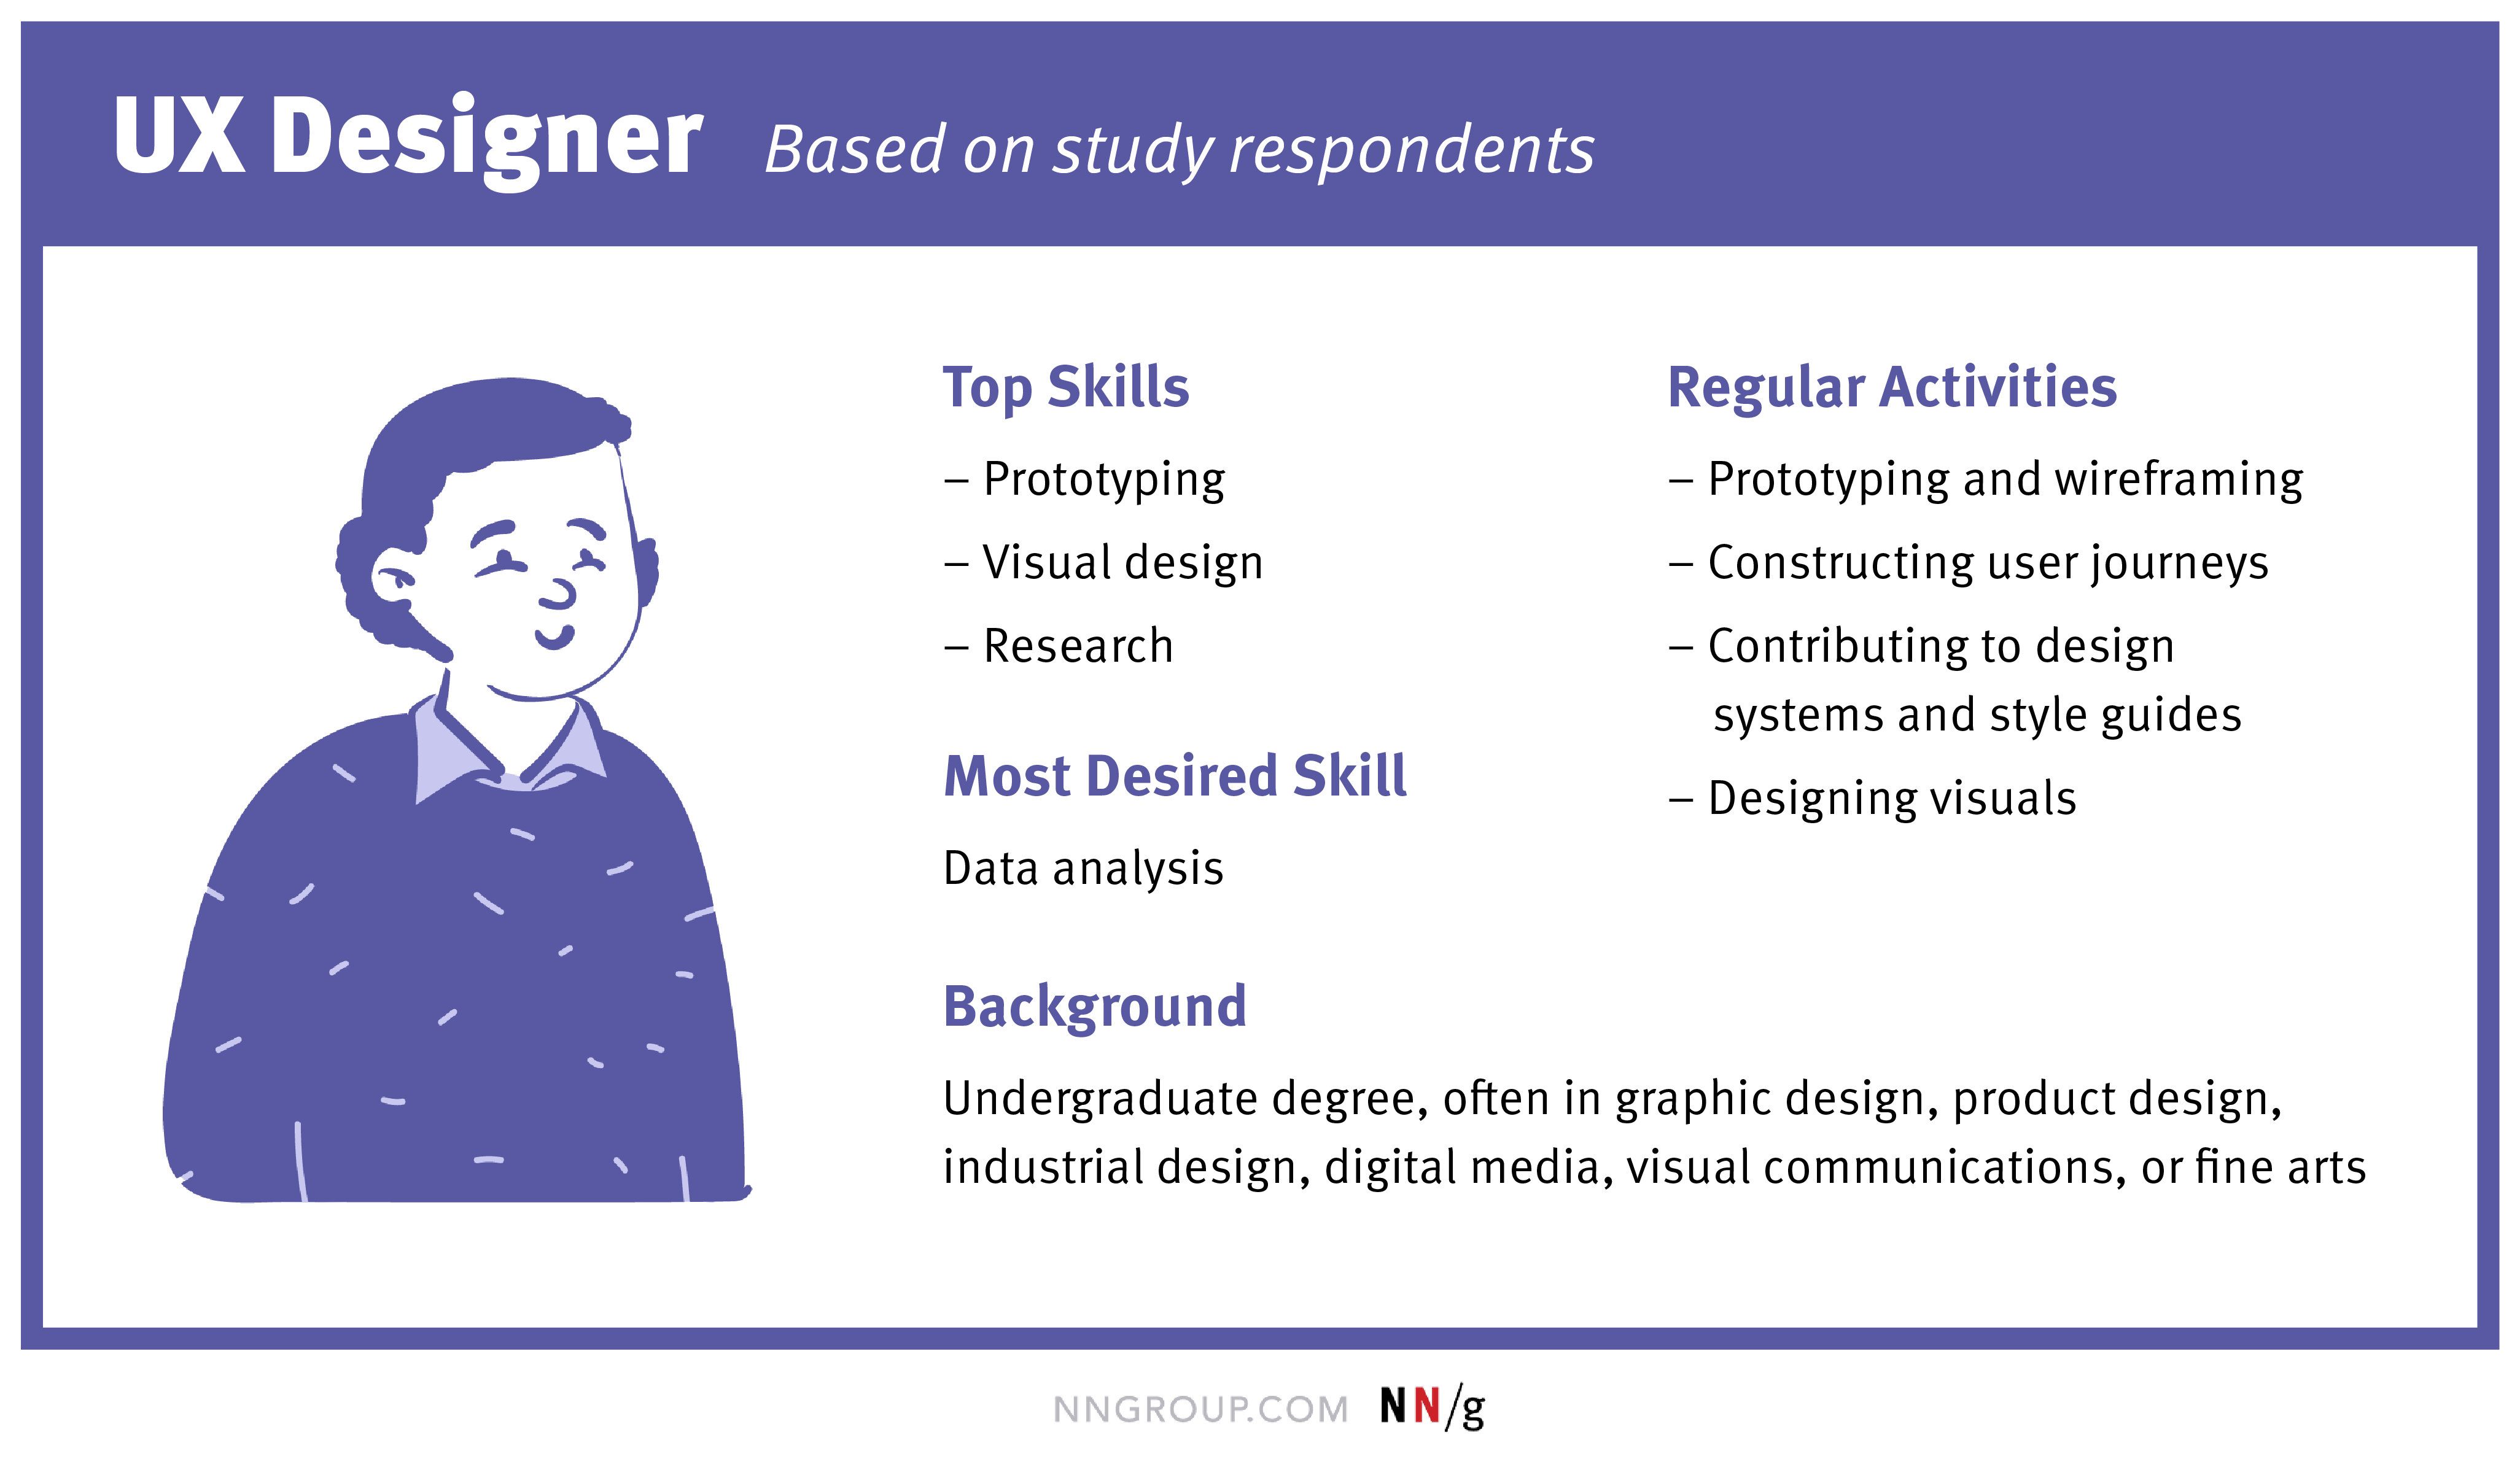 UX Designer Based on study respondents
Top Skills
– Prototyping
– Visual design
– Research
Most Desired Skill
Data analysis
Regular Activities
– Prototyping and wireframing
– Constructing user journeys
– Contributing to design
systems and style guides
– Designing visuals
Background
Undergraduate degree, often in graphic design, product design,
industrial design, digital media, visual communications, or fine arts
NNGROUP.COM NN/g